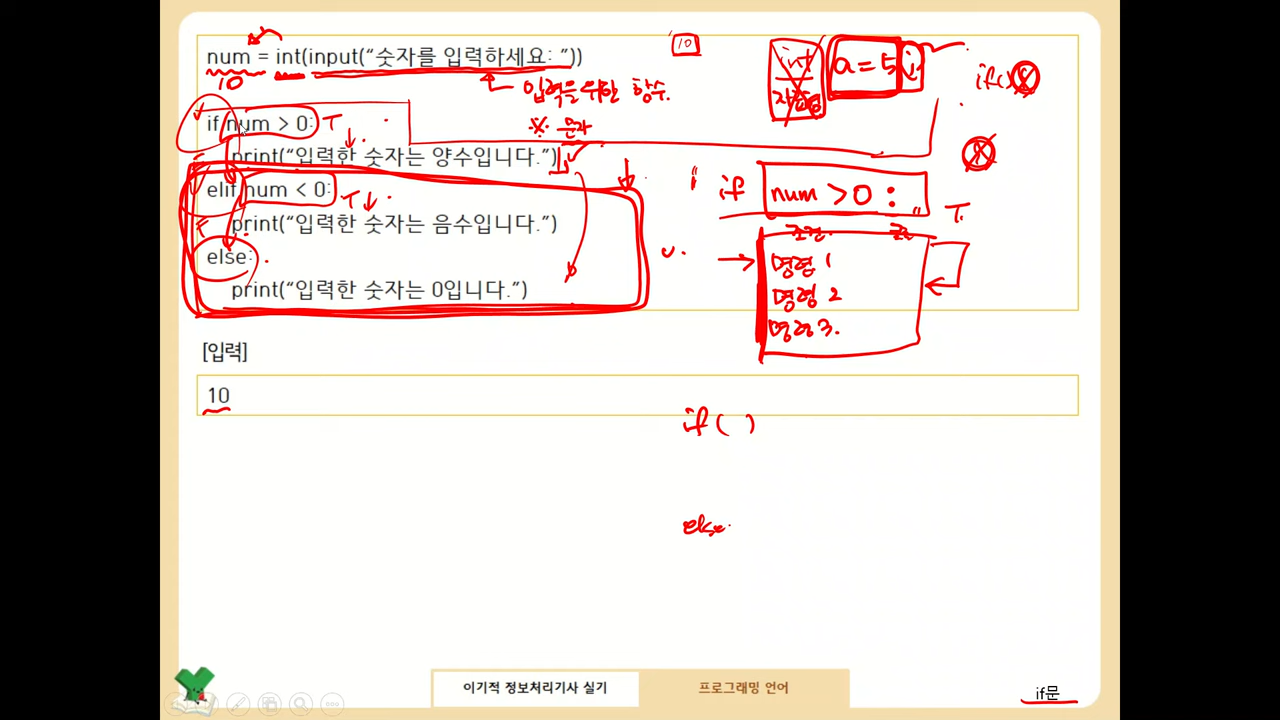 num = int(input(“숫자를 입력하세요: ”))
10
입력을 위한 함수.
※ 문자
10
int
a = 5 ;
if num > 0: T
print(“입력한 숫자는 양수입니다.”)
elif num < 0: T
print(“입력한 숫자는 음수입니다.”)
else:
print(“입력한 숫자는 0입니다.”)
if num > 0 :
조건
T
명령 1
명령 2
명령 3.
[입력]
10
if ( )
else
이기적 정보처리기사 실기
프로그래밍 언어
if문